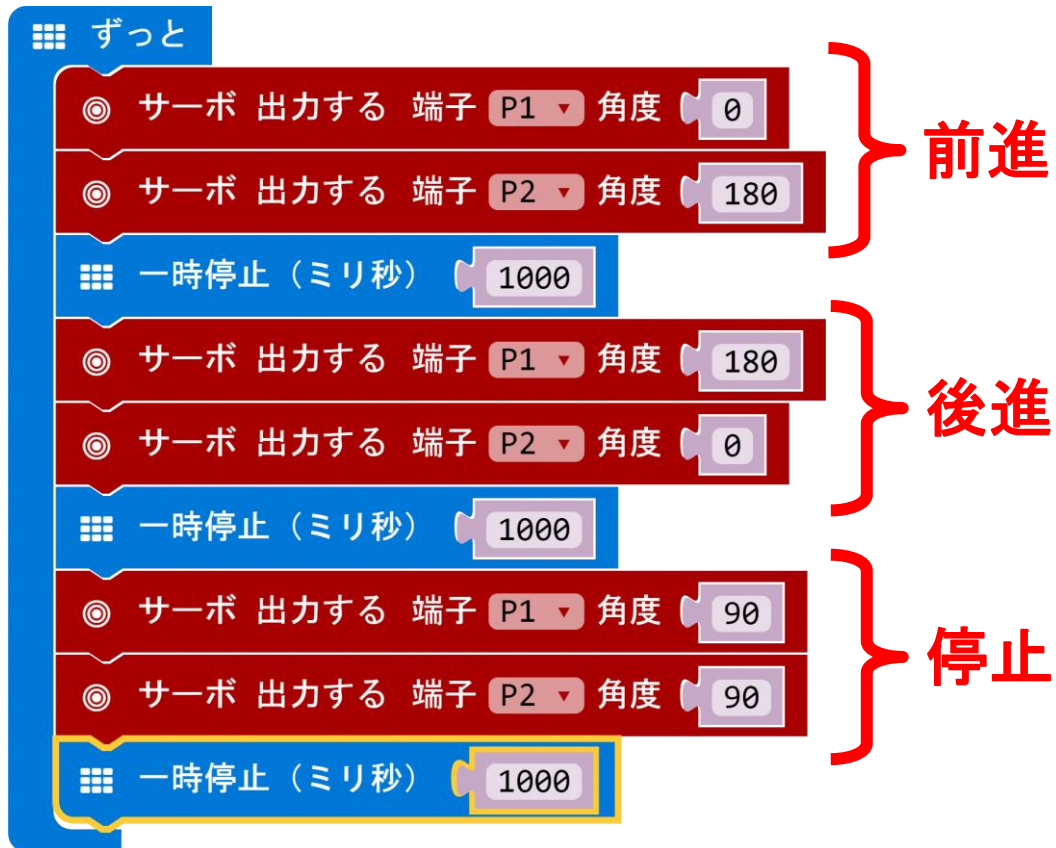 ずっと
サーボ 出力する 端子 P1 角度 0
サーボ 出力する 端子 P2 角度 180
前進
一時停止（ミリ秒） 1000
サーボ 出力する 端子 P1 角度 180
サーボ 出力する 端子 P2 角度 0
後進
一時停止（ミリ秒） 1000
サーボ 出力する 端子 P1 角度 90
サーボ 出力する 端子 P2 角度 90
停止
一時停止（ミリ秒） 1000